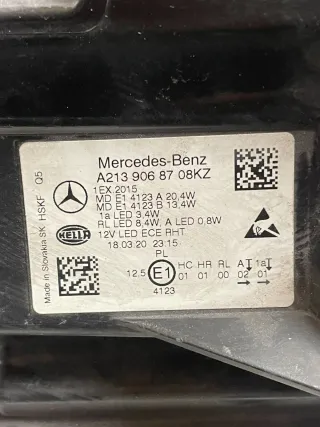 Mercedes-Benz
A213 906 87 08KZ
1EX.2015
MD E1 4123 A 20,4W
MD E1 4123 B 13,4W
1a LED 3,4W
RL LED 8,4W, A LED 0,8W
12V LED ECE RHT
18.03.20 23:15
PL
HELLA
12.5 E1 HC HR RL A 1a
01 01 00 02 01
4123
Made in Slovakia SK HSKF Q5